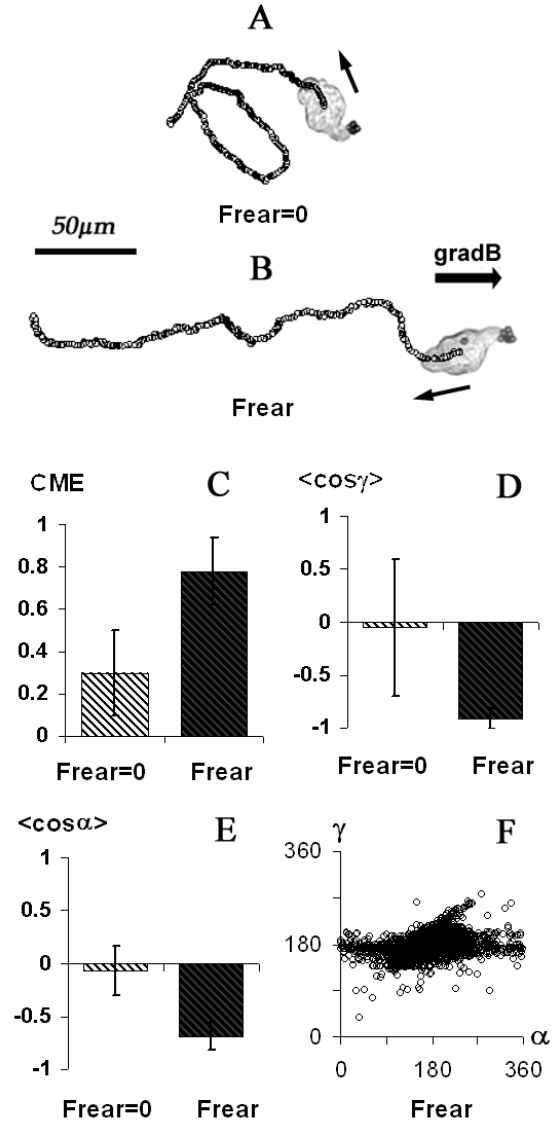 A
Frear=0
50μm
gradB
B
Frear
CME C
1
0.8
0.6
0.4
0.2
0
Frear=0 Frear
<cosγ> D
1
0.5
0
-0.5
-1
Frear=0 Frear
<cosα> E
1
0.5
0
-0.5
-1
Frear=0 Frear
γ F
360
180
0
α
0 180 360
Frear